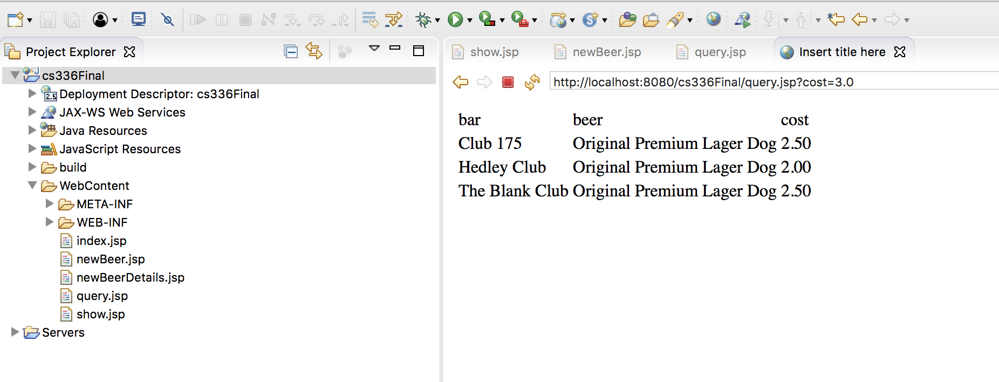 Project Explorer
cs336Final
2.5 Deployment Descriptor: cs336Final
JAX-WS Web Services
Java Resources
JavaScript Resources
build
WebContent
META-INF
WEB-INF
index.jsp
newBeer.jsp
newBeerDetails.jsp
query.jsp
show.jsp
Servers
show.jsp newBeer.jsp query.jsp Insert title here
http://localhost:8080/cs336Final/query.jsp?cost=3.0
bar beer cost
Club 175 Original Premium Lager Dog 2.50
Hedley Club Original Premium Lager Dog 2.00
The Blank Club Original Premium Lager Dog 2.50